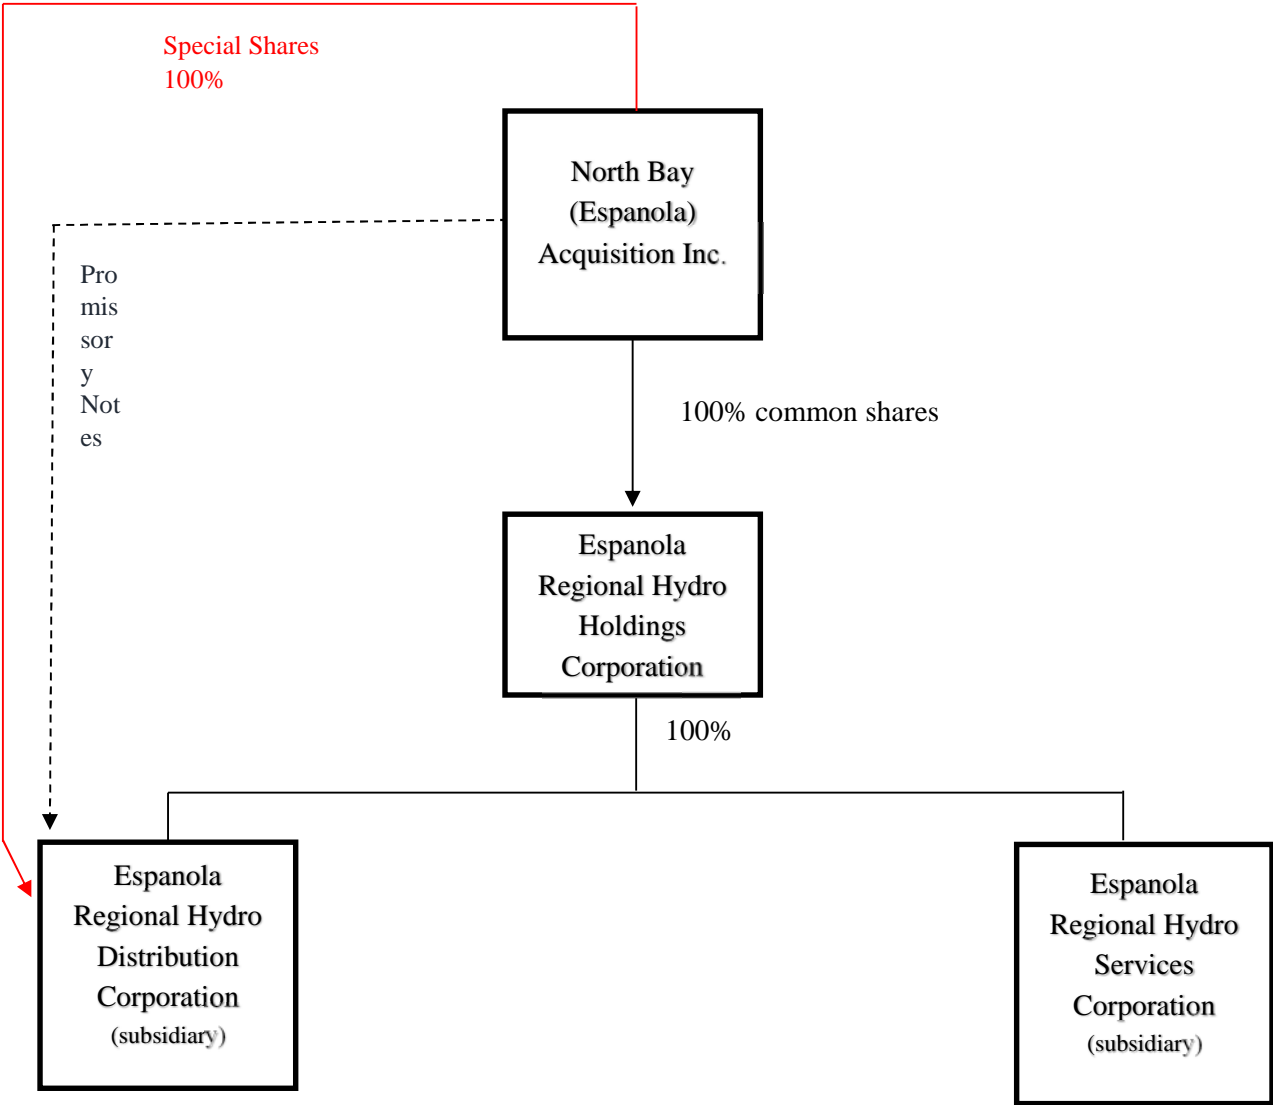 Special Shares
100%
North Bay
(Espanola)
Acquisition Inc.
Pro
mis
sor
y
Not
es
100% common shares
Espanola
Regional Hydro
Holdings
Corporation
100%
Espanola
Regional Hydro
Distribution
Corporation
(subsidiary)
Espanola
Regional Hydro
Services
Corporation
(subsidiary)